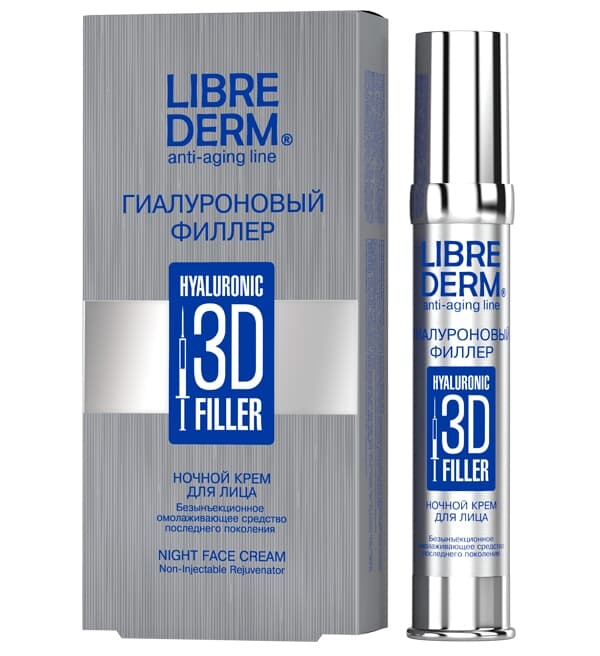 LIBRE
DERM®
anti-aging line
ГИАЛУРОНОВЫЙ
ФИЛЛЕР
HYALURONIC
3D
FILLER
НОЧНОЙ КРЕМ
ДЛЯ ЛИЦА
Безынъекционное
омолаживающее средство
последнего поколения
NIGHT FACE CREAM
Non-Injectable Rejuvenator
LIBRE
DERM®
anti-aging line
ИАЛУРОНОВЫЙ
ФИЛЛЕР
HYALURONIC
3D
FILLER
НОЧНОЙ КРЕМ
ДЛЯ ЛИЦА
Безынъекционное
омолаживающее средство
последнего поколения